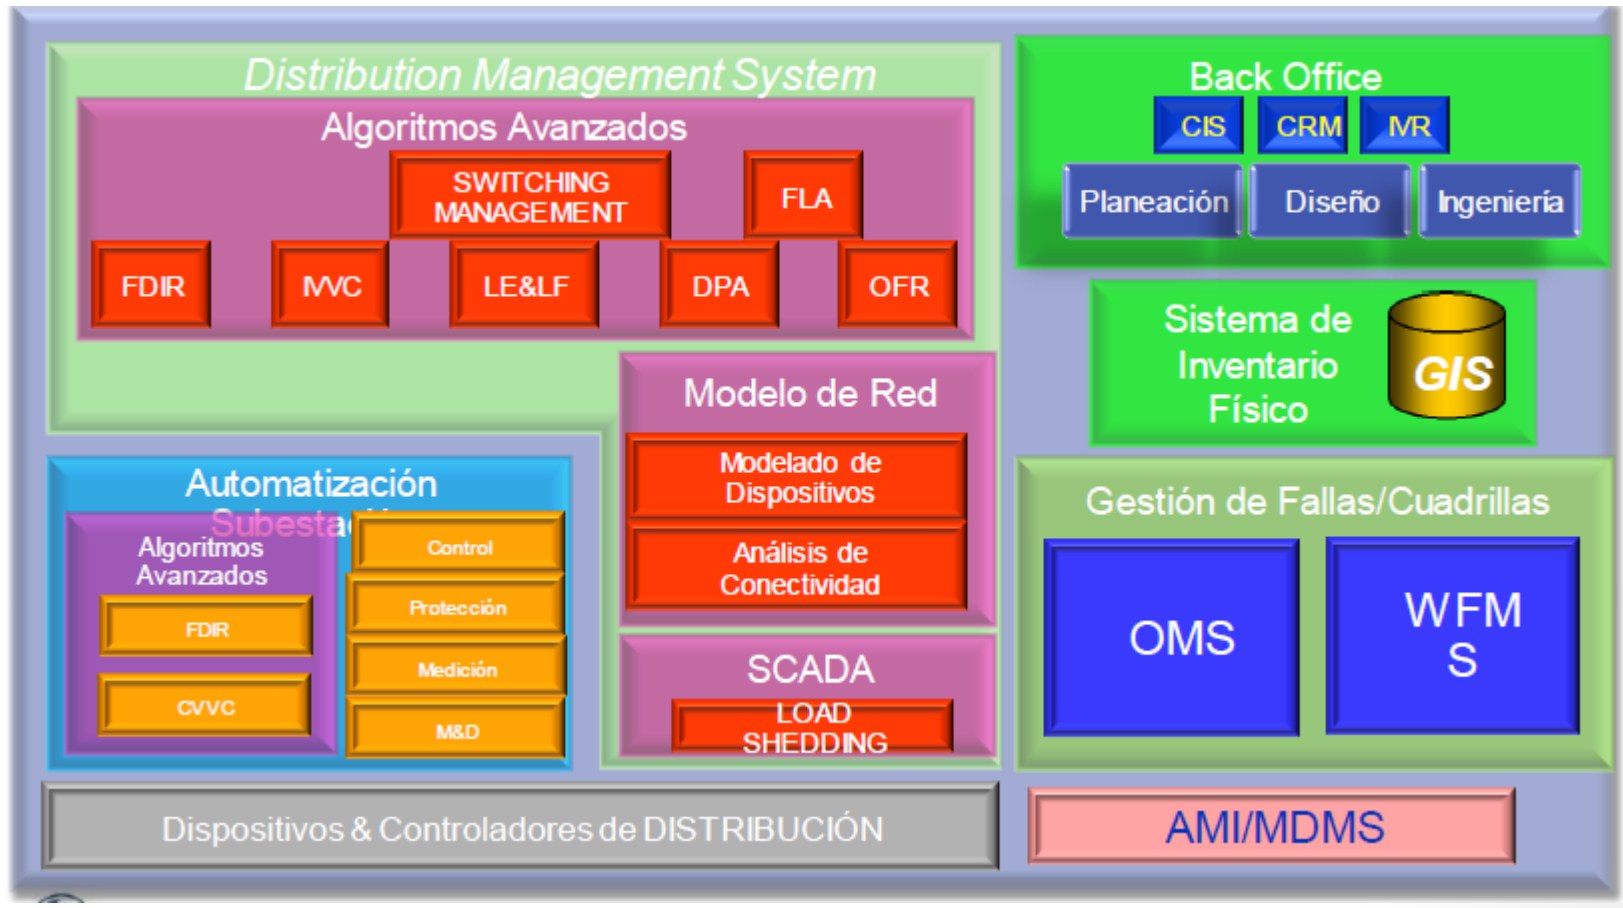 Distribution Management System
Algoritmos Avanzados
SWITCHING
MANAGEMENT
FLA
FDIR
IVVC
LE&LF
DPA
OFR
Modelo de Red
Modelado de
Dispositivos
Análisis de
Conectividad
SCADA
LOAD
SHEDDING
Automatización
Algoritmos
Avanzados
FDIR
CVVC
Control
Protección
Medición
M&D
Dispositivos & Controladores de DISTRIBUCIÓN
Back Office
CIS
CRM
IVR
Planeación
Diseño
Ingeniería
Sistema de
Inventario
Físico
GIS
Gestión de Fallas/Cuadrillas
OMS
WFM
S
AMI/MDMS